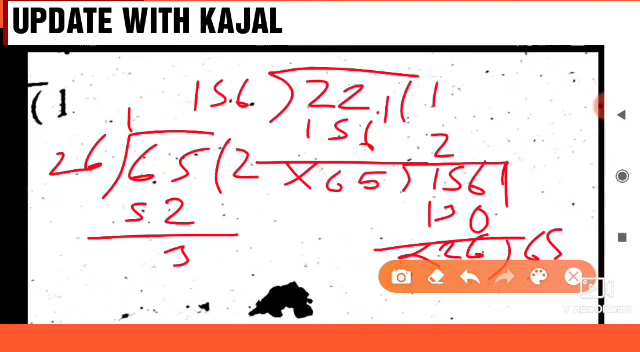 UPDATE WITH KAJAL
(1
156 ) 221 ( 1
156 2
26 ) 65 ( 2 × 65 ) 156
52 130
3 × 26 ) 65
V RECORDER